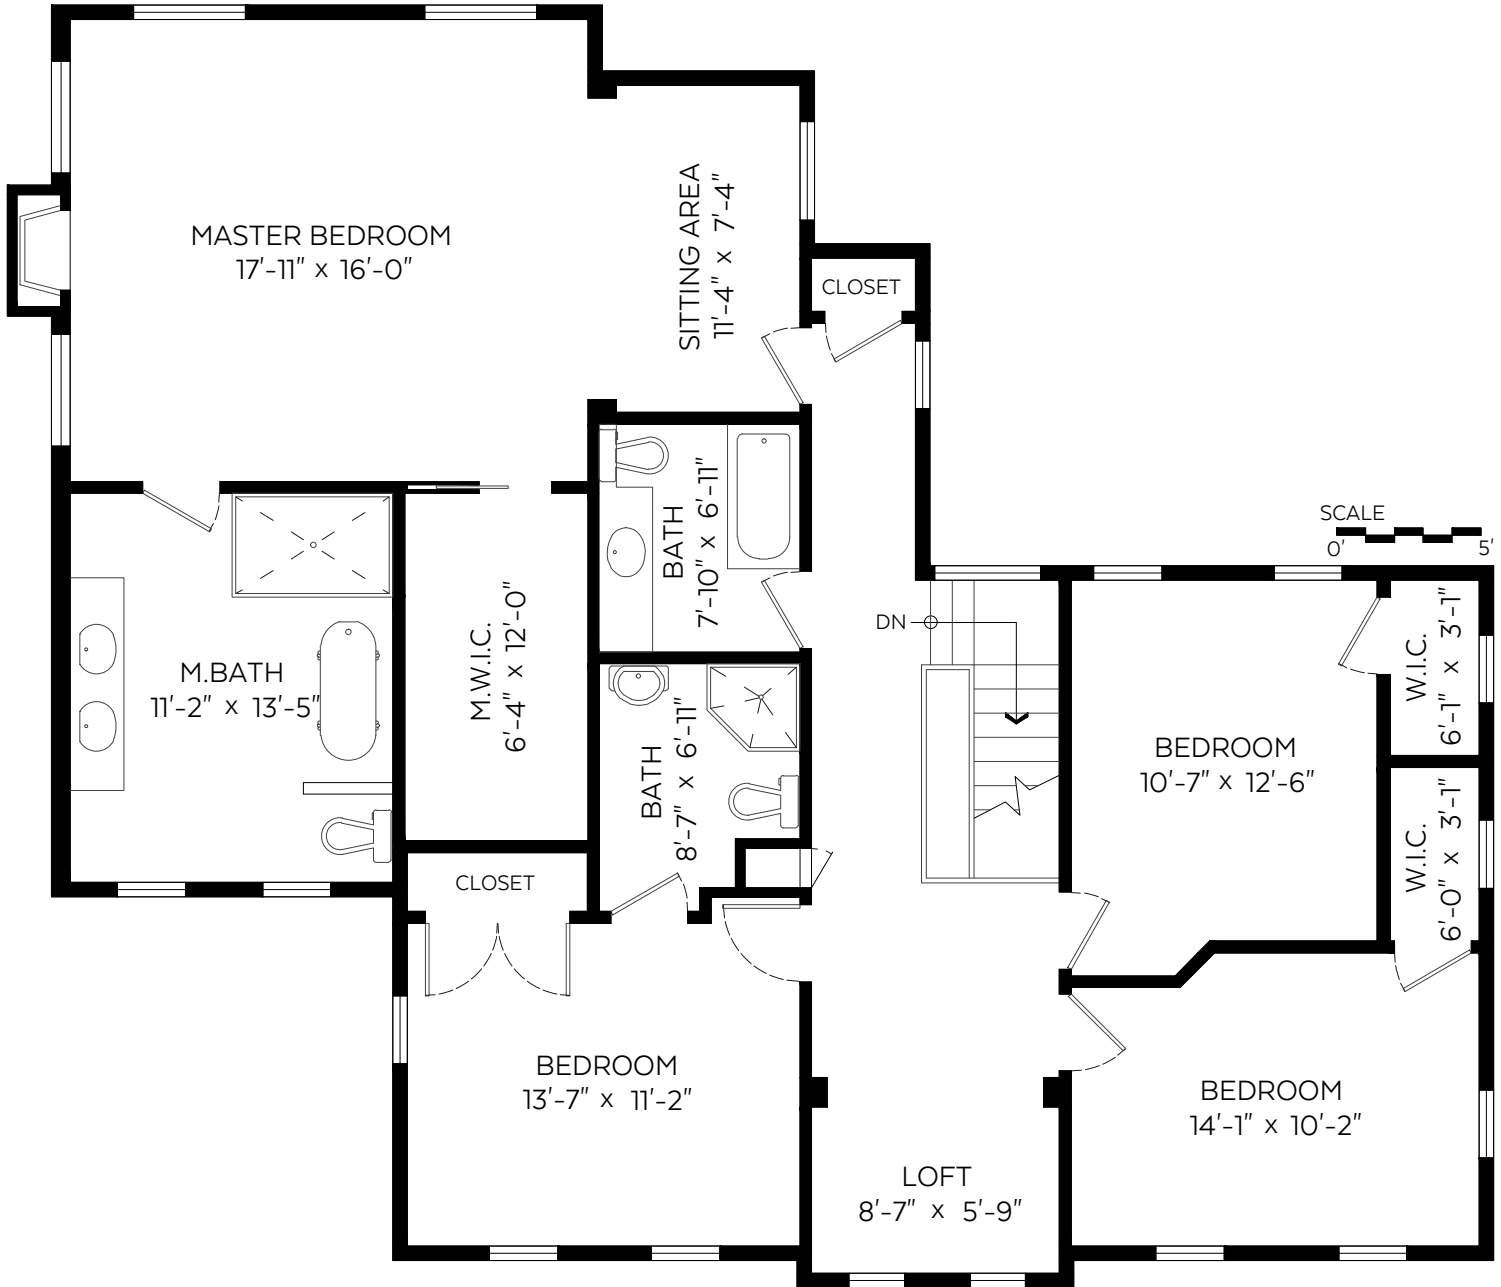 MASTER BEDROOM
17'-11" x 16'-0"
SITTING AREA
11'-4" x 7'-4"
CLOSET
BATH
7'-10" x 6'-11"
SCALE
0'
5'
DN
M.BATH
11'-2" x 13'-5"
M.W.I.C.
6'-4" x 12'-0"
BATH
8'-7" x 6'-11"
BEDROOM
10'-7" x 12'-6"
W.I.C.
6'-1" x 3'-1"
W.I.C.
6'-0" x 3'-1"
CLOSET
BEDROOM
13'-7" x 11'-2"
BEDROOM
14'-1" x 10'-2"
LOFT
8'-7" x 5'-9"